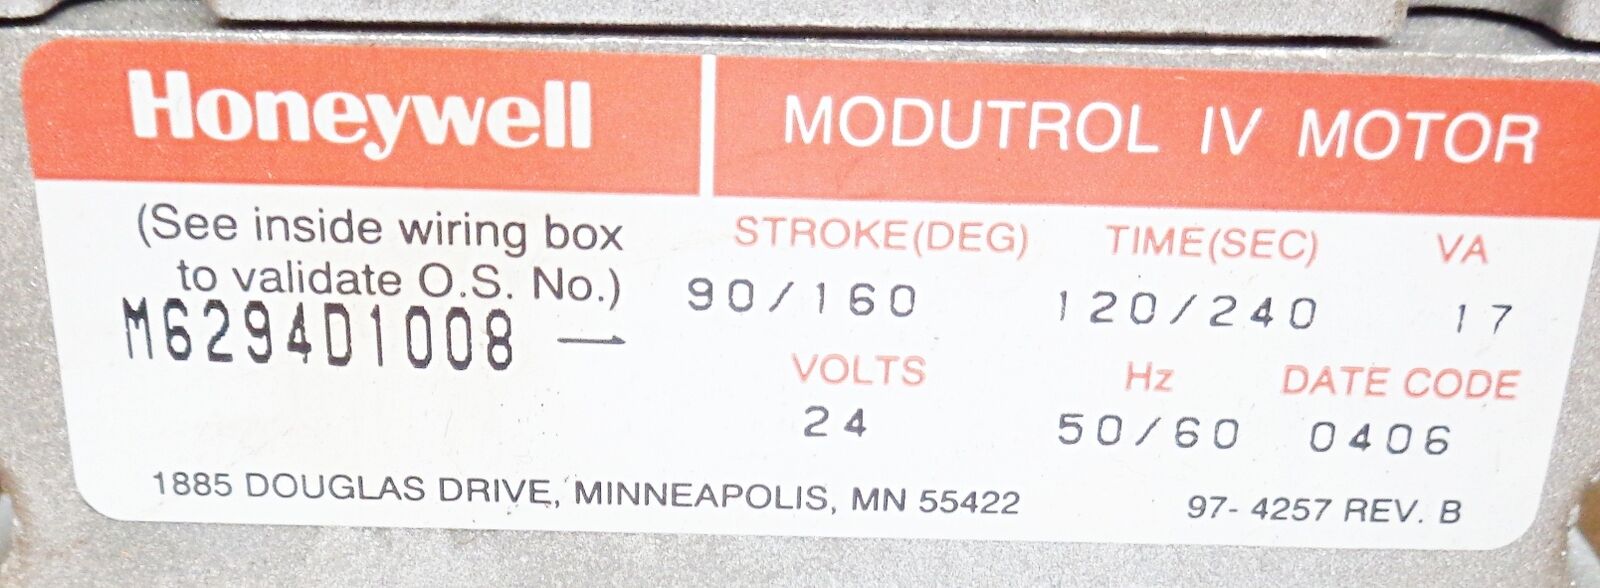 Honeywell MODUTROL IV MOTOR
(See inside wiring box
to validate O.S. No.)
M6294D1008 —
STROKE(DEG) TIME(SEC) VA
90/160 120/240 17
VOLTS Hz DATE CODE
24 50/60 0406
1885 DOUGLAS DRIVE, MINNEAPOLIS, MN 55422 97-4257 REV. B